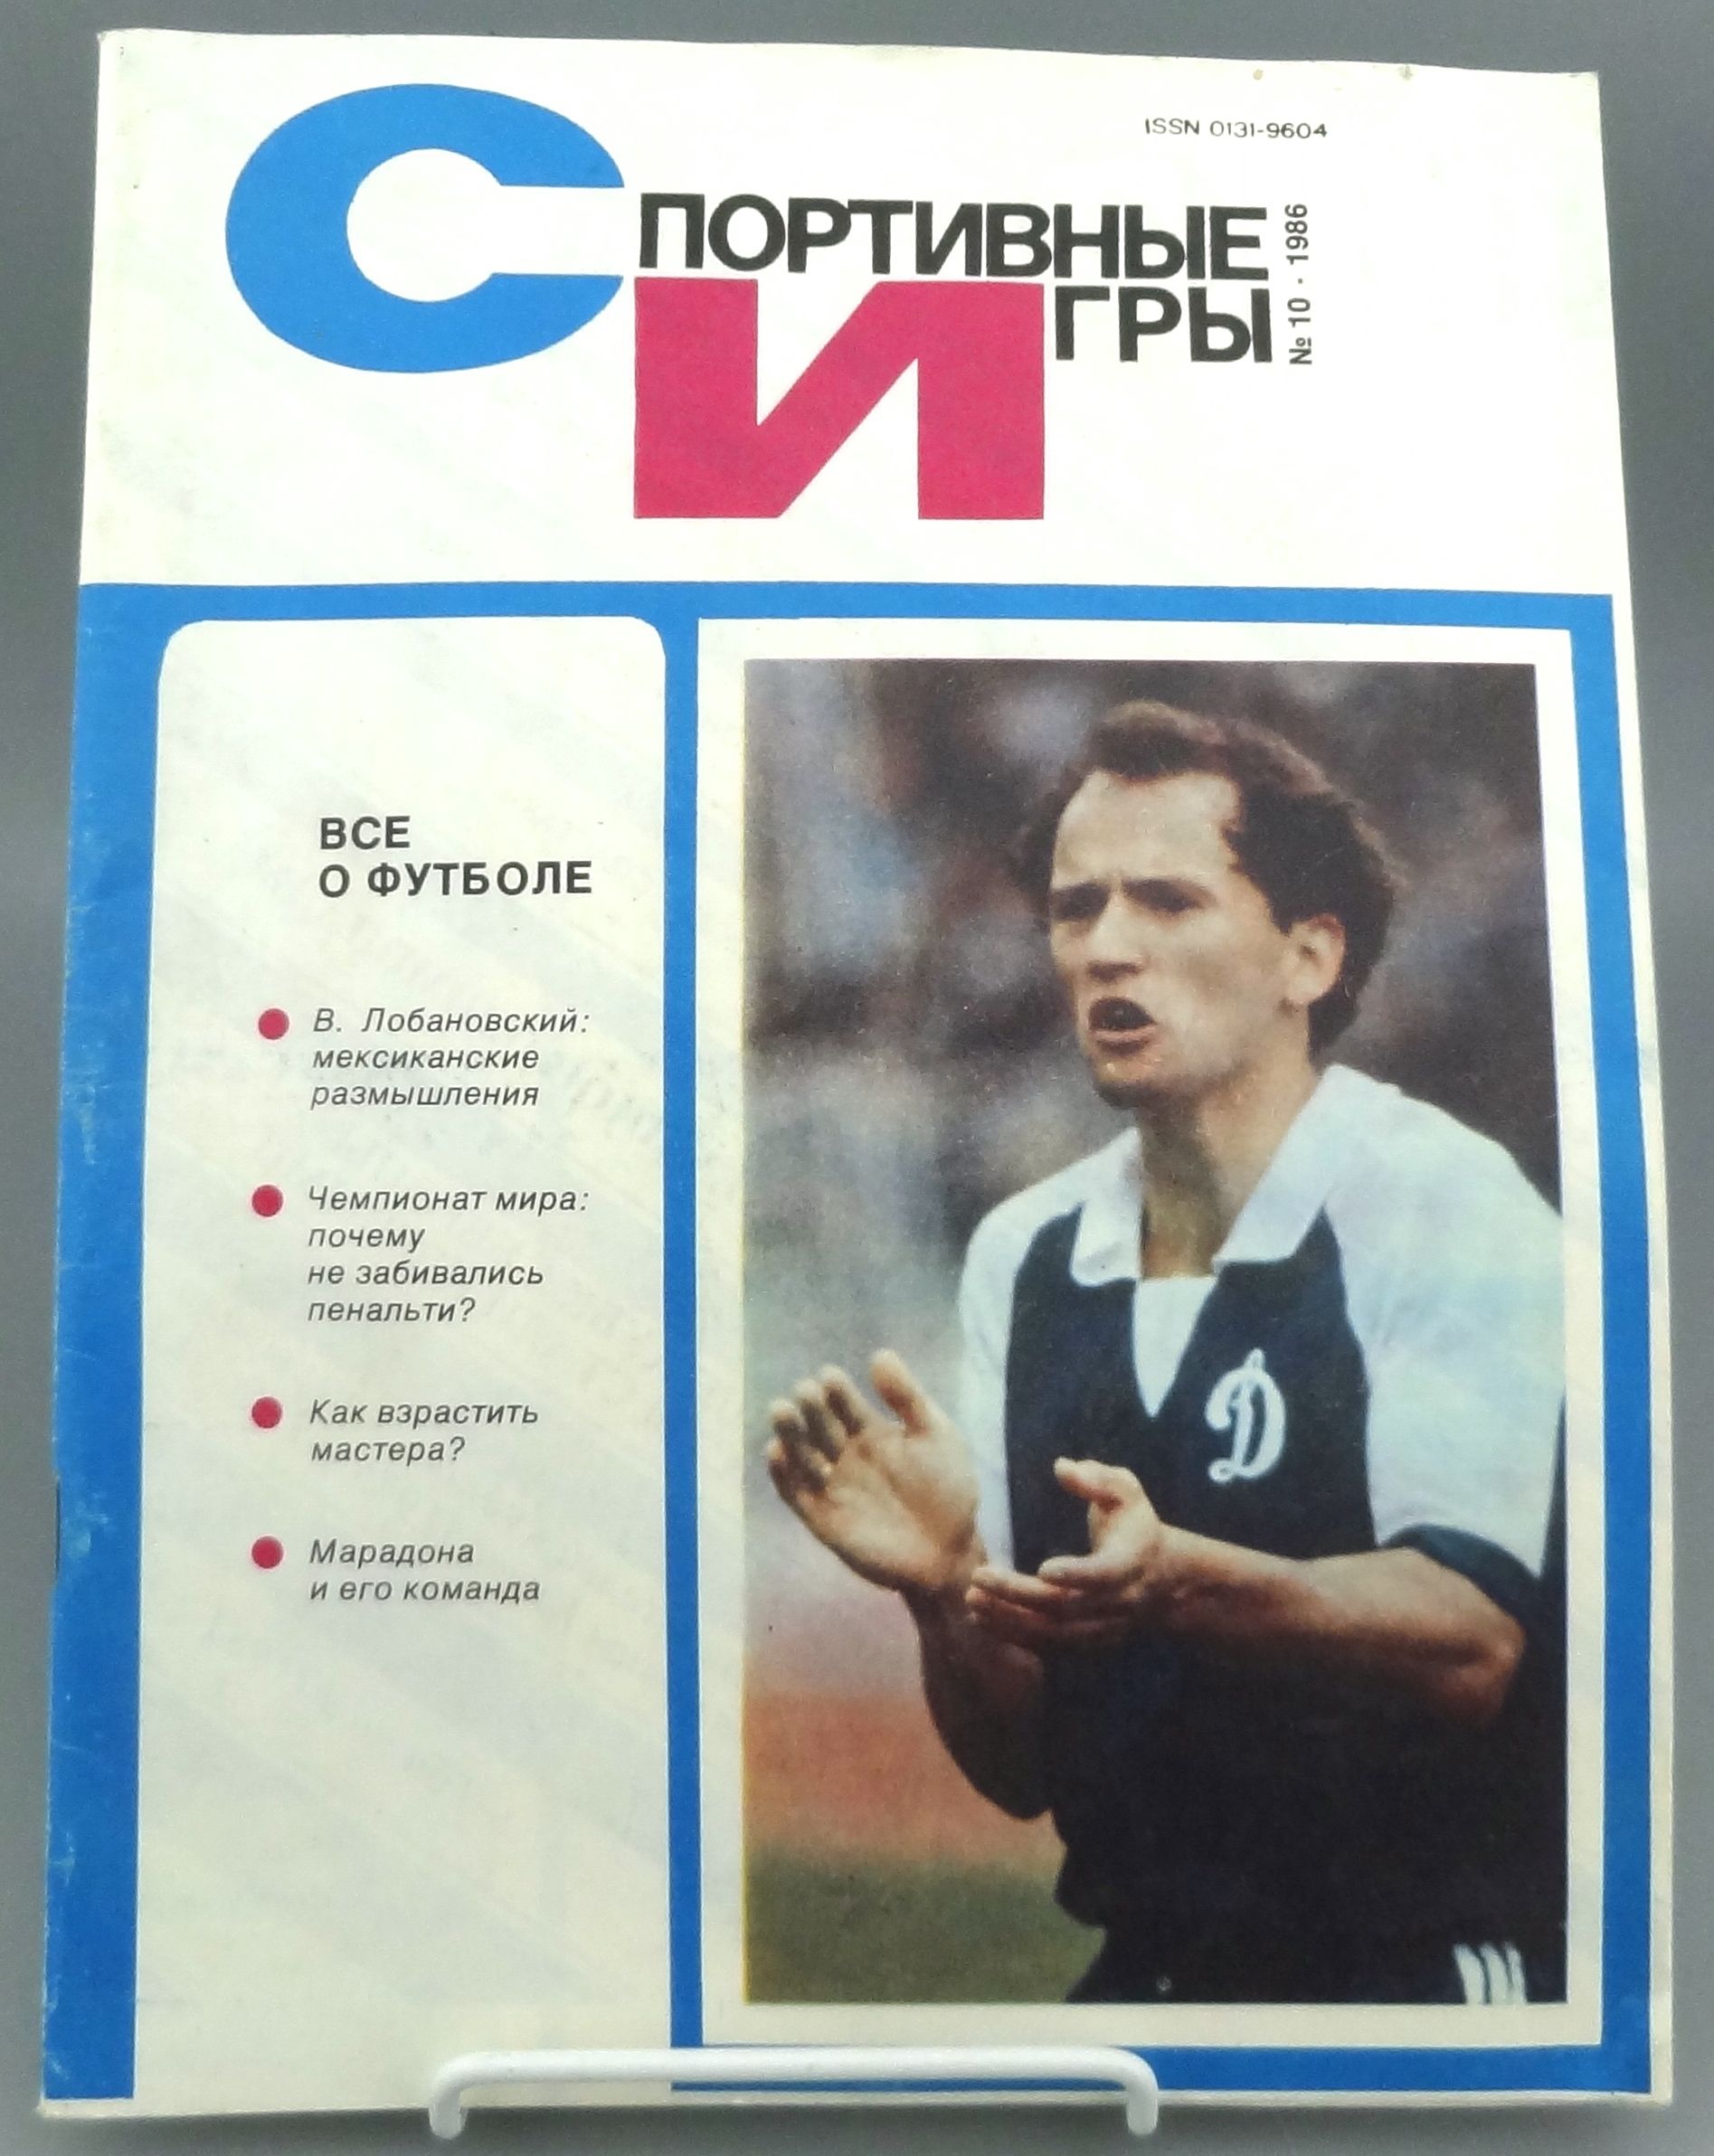 ISSN 0131-9604
СПОРТИВНЫЕ
ИГРЫ
№ 10 · 1986
ВСЕ
О ФУТБОЛЕ
В. Лобановский:
мексиканские
размышления
Чемпионат мира:
почему
не забивались
пенальти?
Как взрастить
мастера?
Марадона
и его команда
Д